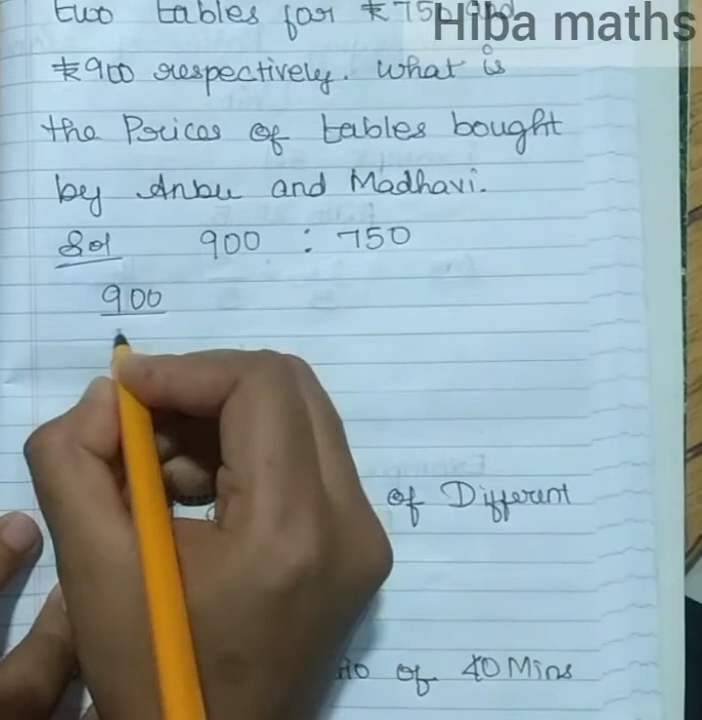 two tables for ₹750 and
Hiba maths
₹900 respectively. What is
the Prices of tables bought
by Anbu and Madhavi.
Sol 900 : 750
900
of Different
of 40 Mins